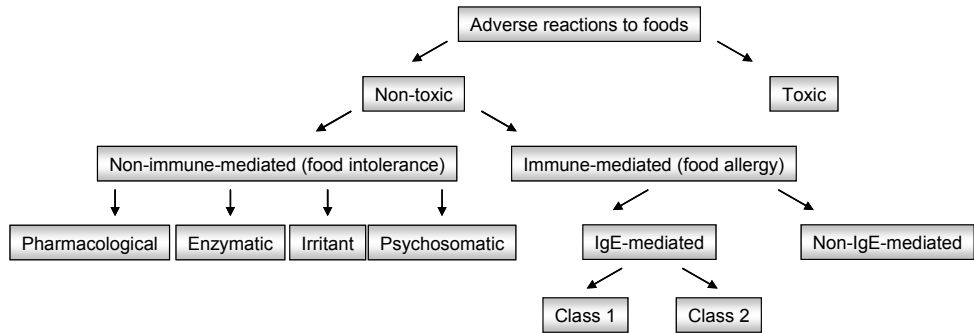 Adverse reactions to foods
Non-toxic
Toxic
Non-immune-mediated (food intolerance)
Immune-mediated (food allergy)
Pharmacological
Enzymatic
Irritant
Psychosomatic
IgE-mediated
Non-IgE-mediated
Class 1
Class 2